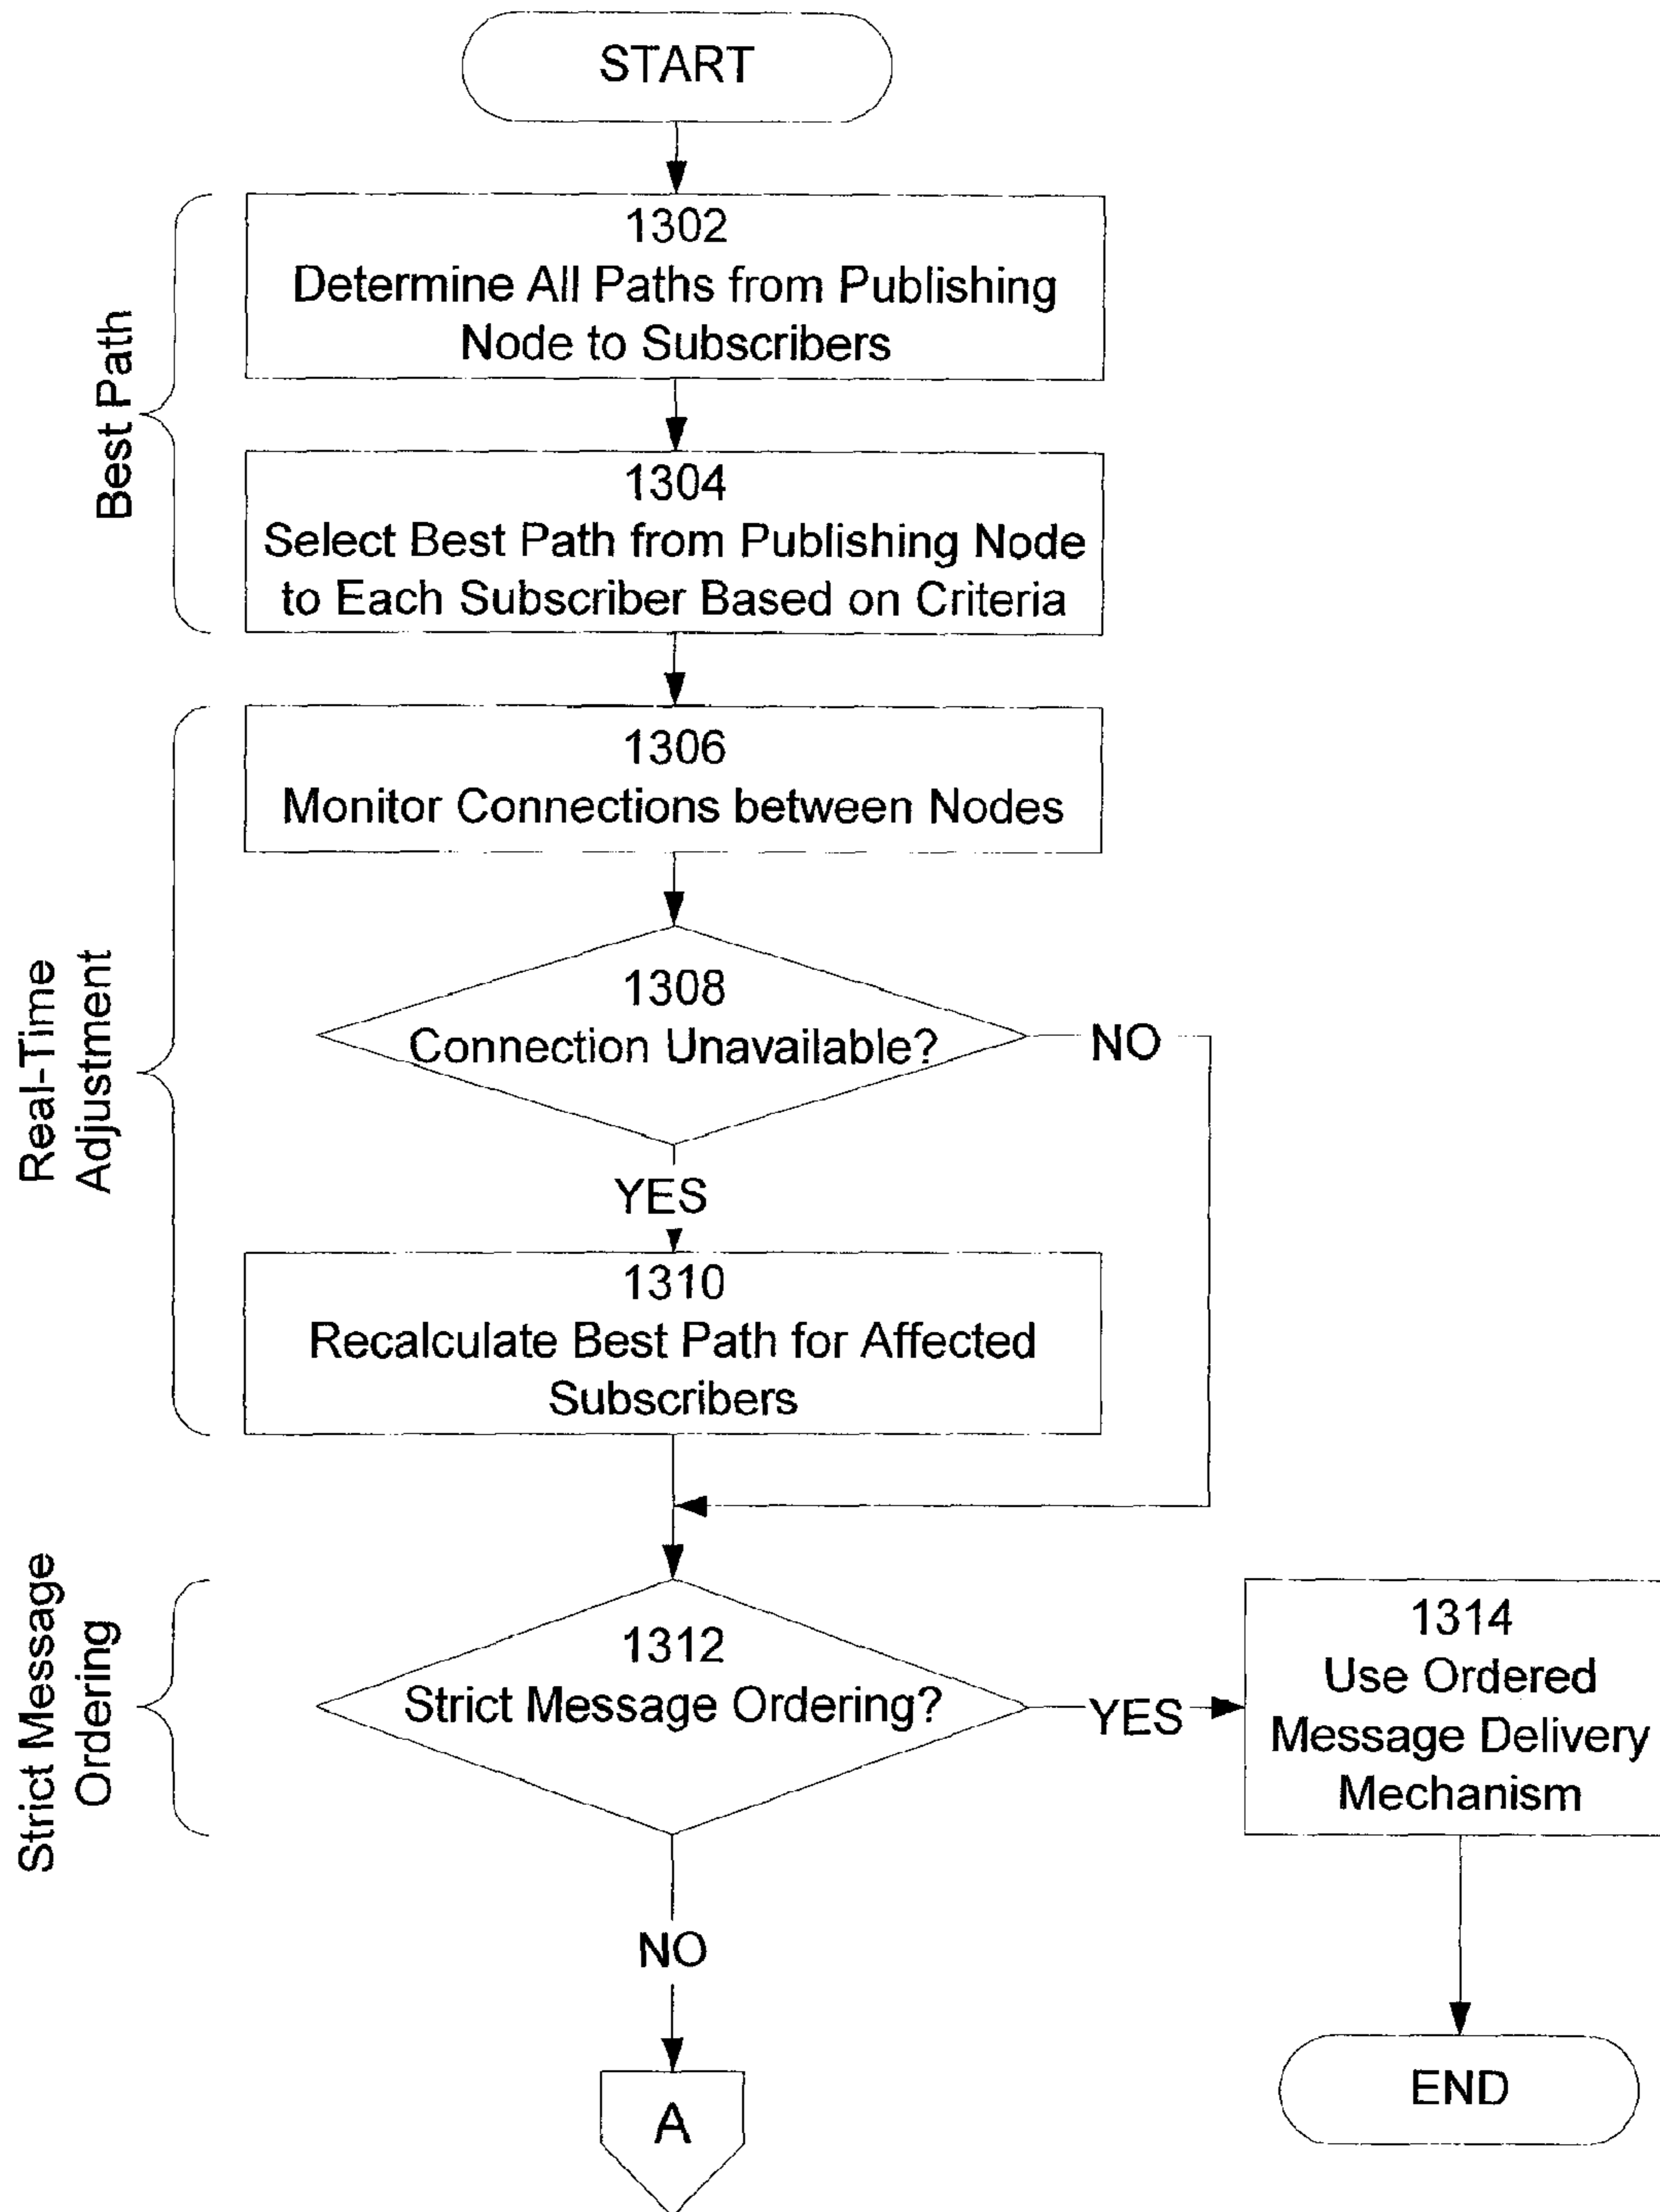 START
Best Path
1302
Determine All Paths from Publishing
Node to Subscribers
1304
Select Best Path from Publishing Node
to Each Subscriber Based on Criteria
Real-Time
Adjustment
1306
Monitor Connections between Nodes
1308
Connection Unavailable?
NO
YES
1310
Recalculate Best Path for Affected
Subscribers
Strict Message
Ordering
1312
Strict Message Ordering?
YES
1314
Use Ordered
Message Delivery
Mechanism
NO
A
END